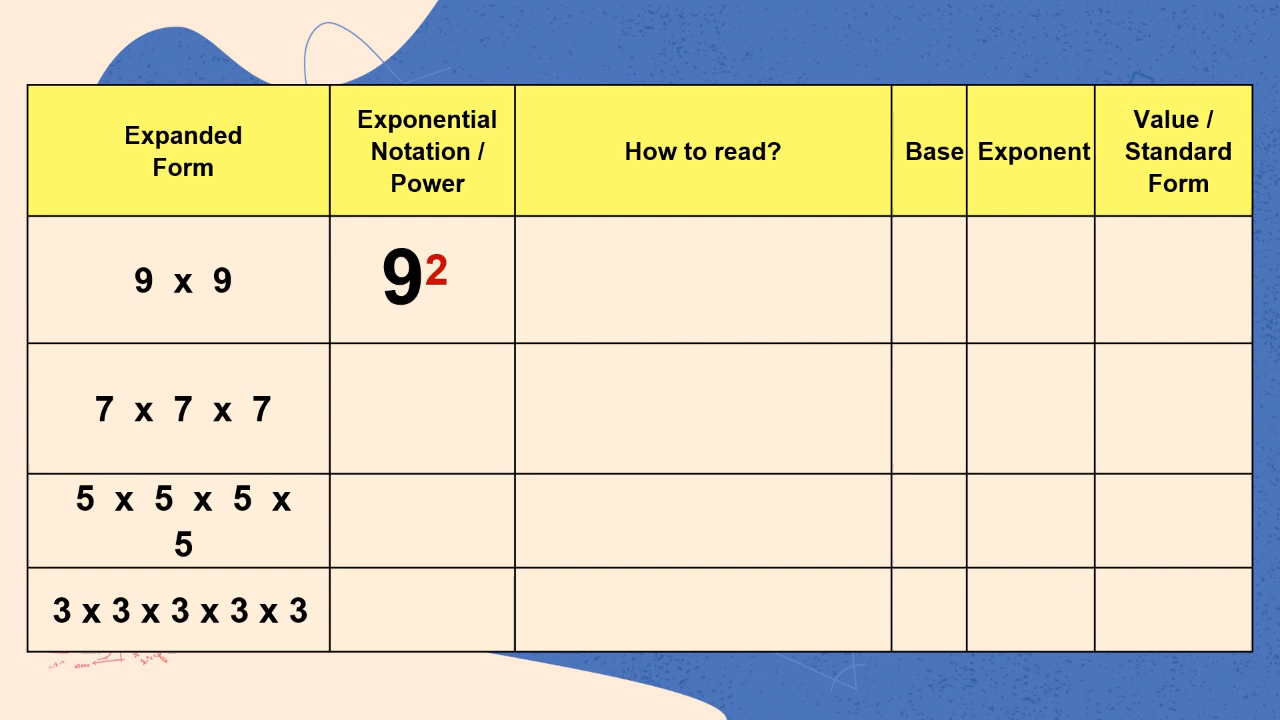 Expanded
Form
Exponential
Notation /
Power
How to read?
Base
Exponent
Value /
Standard
Form
9 x 9
9²
7 x 7 x 7
5 x 5 x 5 x
5
3 x 3 x 3 x 3 x 3